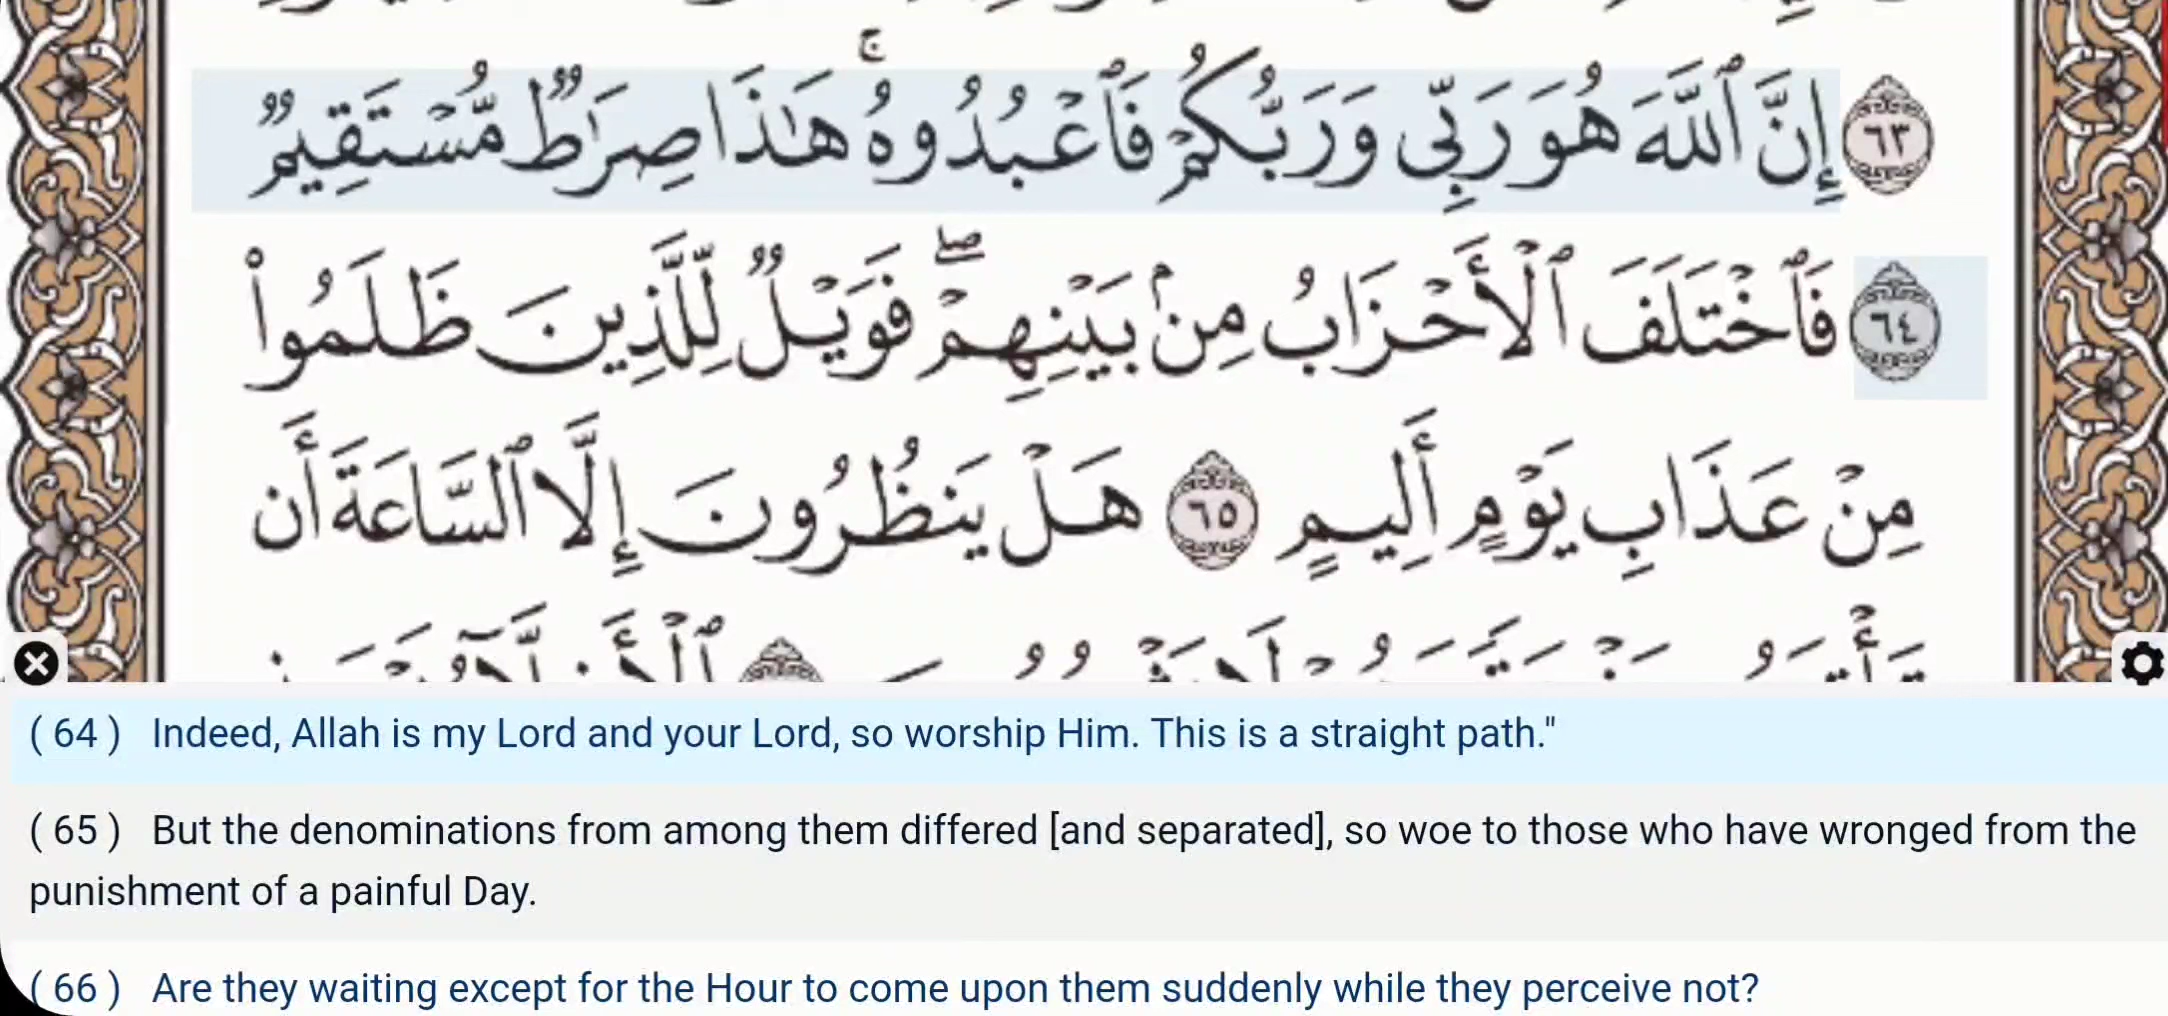 ٦٣ إِنَّ ٱللَّهَ هُوَ رَبِّى وَرَبُّكُمْ فَٱعْبُدُوهُ ۚ هَـٰذَا صِرَٰطٌ مُّسْتَقِيمٌ
٦٤ فَٱخْتَلَفَ ٱلْأَحْزَابُ مِنۢ بَيْنِهِمْ ۖ فَوَيْلٌ لِّلَّذِينَ ظَلَمُوا۟
مِنْ عَذَابِ يَوْمٍ أَلِيمٍ ٦٥ هَلْ يَنظُرُونَ إِلَّا ٱلسَّاعَةَ أَن
( 64 ) Indeed, Allah is my Lord and your Lord, so worship Him. This is a straight path."
( 65 ) But the denominations from among them differed [and separated], so woe to those who have wronged from the
punishment of a painful Day.
( 66 ) Are they waiting except for the Hour to come upon them suddenly while they perceive not?